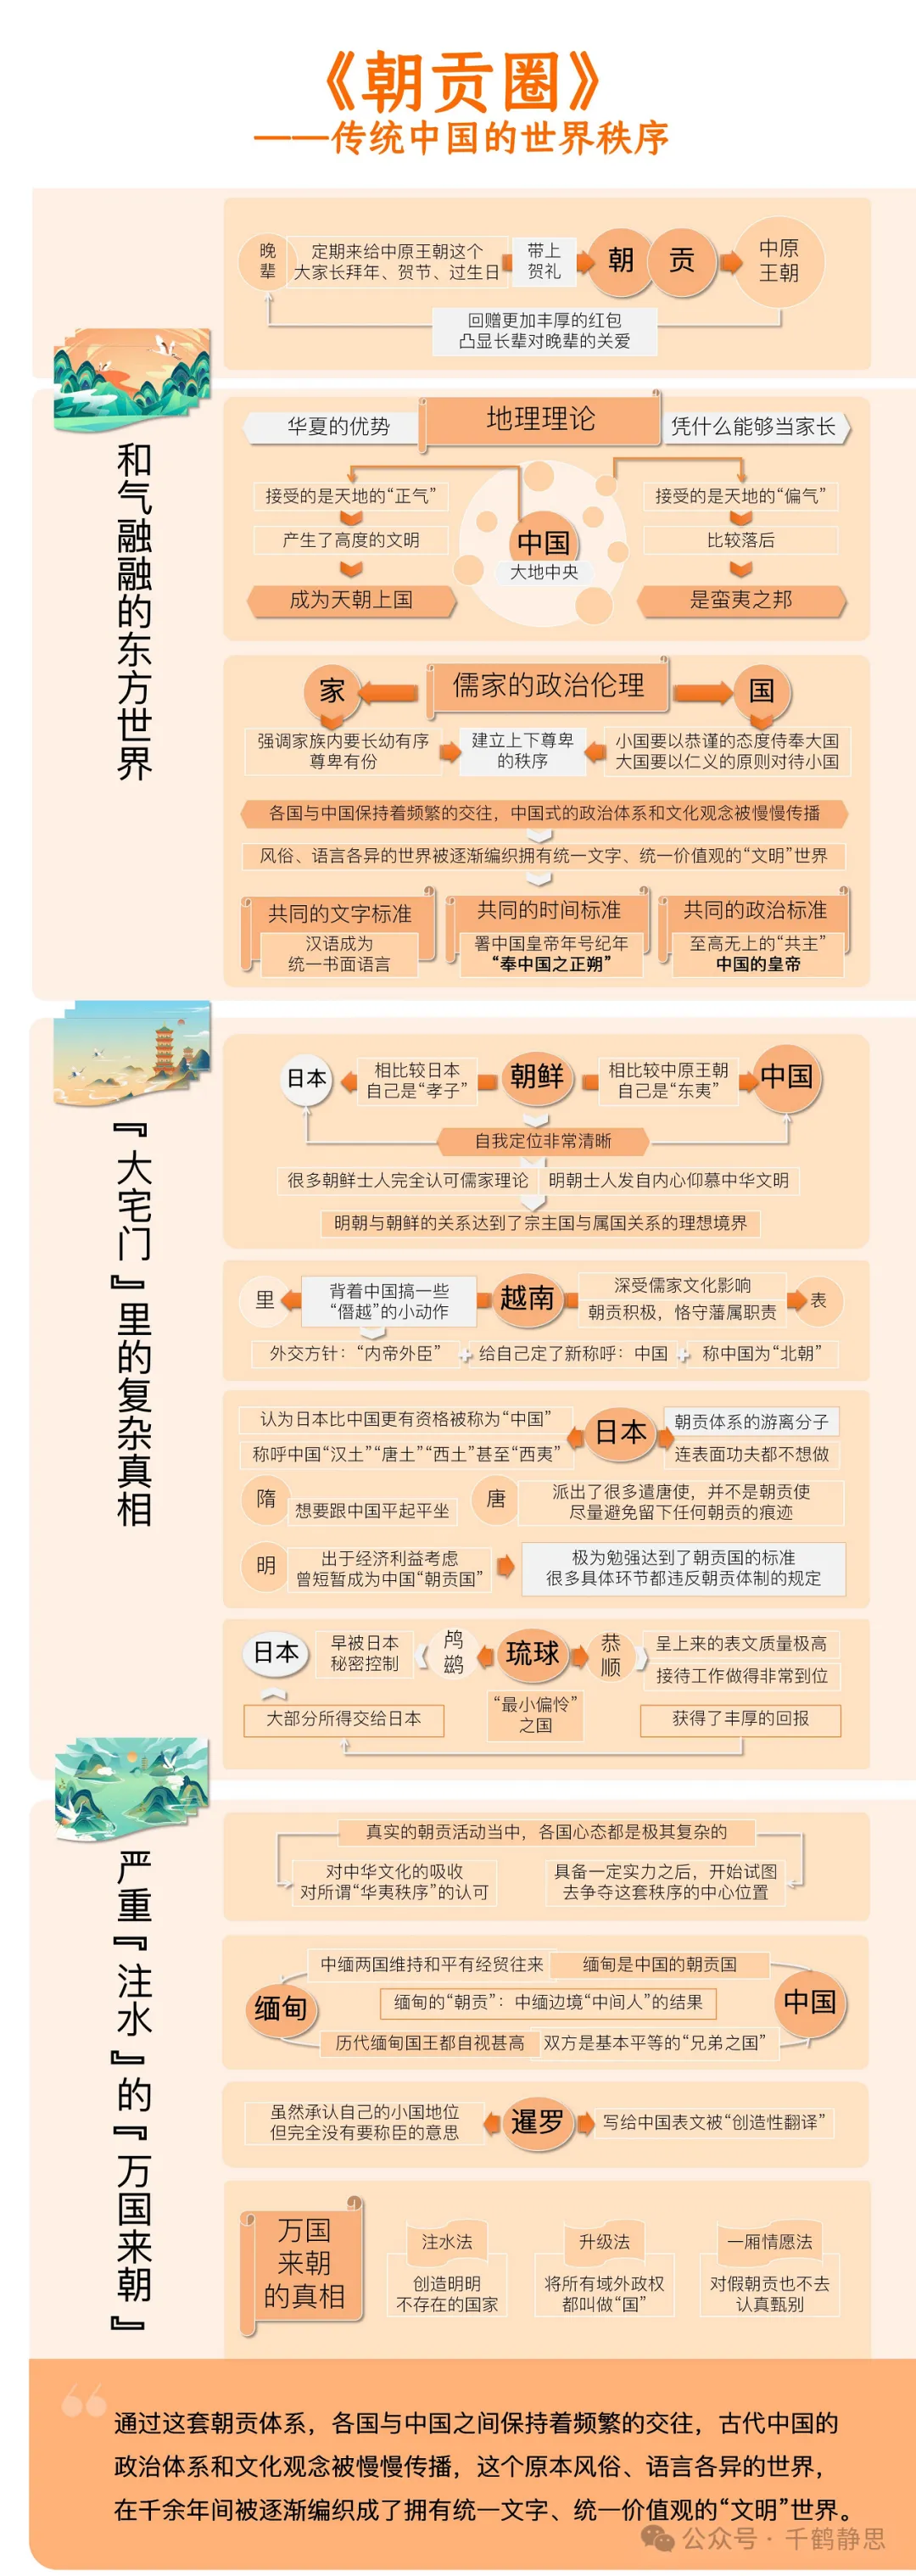 《朝贡圈》
——传统中国的世界秩序
晚
辈
定期来给中原王朝这个
大家长拜年、贺节、过生日
带上
贺礼
朝
贡
中原
王朝
回赠更加丰厚的红包
凸显长辈对晚辈的关爱
和气融融的东方世界
华夏的优势
地理理论
凭什么能够当家长
接受的是天地的“正气”
产生了高度的文明
成为天朝上国
中国
大地中央
接受的是天地的“偏气”
比较落后
是蛮夷之邦
家
儒家的政治伦理
国
强调家族内要长幼有序
尊卑有份
建立上下尊卑
的秩序
小国要以恭谨的态度侍奉大国
大国要以仁义的原则对待小国
各国与中国保持着频繁的交往，中国式的政治体系和文化观念被慢慢传播
风俗、语言各异的世界被逐渐编织拥有统一文字、统一价值观的“文明”世界
共同的文字标准
汉语成为
统一书面语言
共同的时间标准
署中国皇帝年号纪年
“奉中国之正朔”
共同的政治标准
至高无上的“共主”
中国的皇帝
『大宅门』里的复杂真相
日本
相比较日本
自己是“孝子”
朝鲜
相比较中原王朝
自己是“东夷”
中国
自我定位非常清晰
很多朝鲜士人完全认可儒家理论
明朝士人发自内心仰慕中华文明
明朝与朝鲜的关系达到了宗主国与属国关系的理想境界
里
背着中国搞一些
“僭越”的小动作
越南
深受儒家文化影响
朝贡积极，恪守藩属职责
表
外交方针：“内帝外臣”
给自己定了新称呼：中国
称中国为“北朝”
认为日本比中国更有资格被称为“中国”
称呼中国“汉土”“唐土”“西土”甚至“西夷”
日本
朝贡体系的游离分子
连表面功夫都不想做
隋
想要跟中国平起平坐
唐
派出了很多遣唐使，并不是朝贡使
尽量避免留下任何朝贡的痕迹
明
出于经济利益考虑
曾短暂成为中国“朝贡国”
极为勉强达到了朝贡国的标准
很多具体环节都违反朝贡体制的规定
日本
早被日本
秘密控制
鸬
鹚
琉球
恭
顺
呈上来的表文质量极高
接待工作做得非常到位
“最小偏怜”
之国
大部分所得交给日本
获得了丰厚的回报
严重『注水』的『万国来朝』
真实的朝贡活动当中，各国心态都是极其复杂的
对中华文化的吸收
对所谓“华夷秩序”的认可
具备一定实力之后，开始试图
去争夺这套秩序的中心位置
中缅两国维持和平有经贸往来
缅甸是中国的朝贡国
缅甸
缅甸的“朝贡”：中缅边境“中间人”的结果
中国
历代缅甸国王都自视甚高
双方是基本平等的“兄弟之国”
虽然承认自己的小国地位
但完全没有要称臣的意思
暹罗
写给中国表文被“创造性翻译”
万国
来朝
的真相
注水法
创造明明
不存在的国家
升级法
将所有域外政权
都叫做“国”
一厢情愿法
对假朝贡也不去
认真甄别
通过这套朝贡体系，各国与中国之间保持着频繁的交往，古代中国的
政治体系和文化观念被慢慢传播，这个原本风俗、语言各异的世界，
在千余年间被逐渐编织成了拥有统一文字、统一价值观的“文明”世界。
公众号·千鹤静思